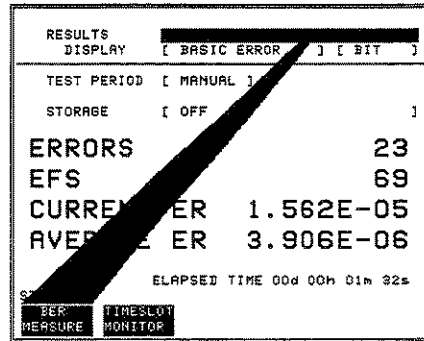 RESULTS
DISPLAY [ BASIC ERROR ] [ BIT ]
TEST PERIOD [ MANUAL ]
STORAGE [ OFF ]
ERRORS 23
EFS 69
ER 1.562E-05
ER 3.906E-06
ELAPSED TIME 00d 00h 01m 32s
BER TIMESLOT
MEASURE MONITOR